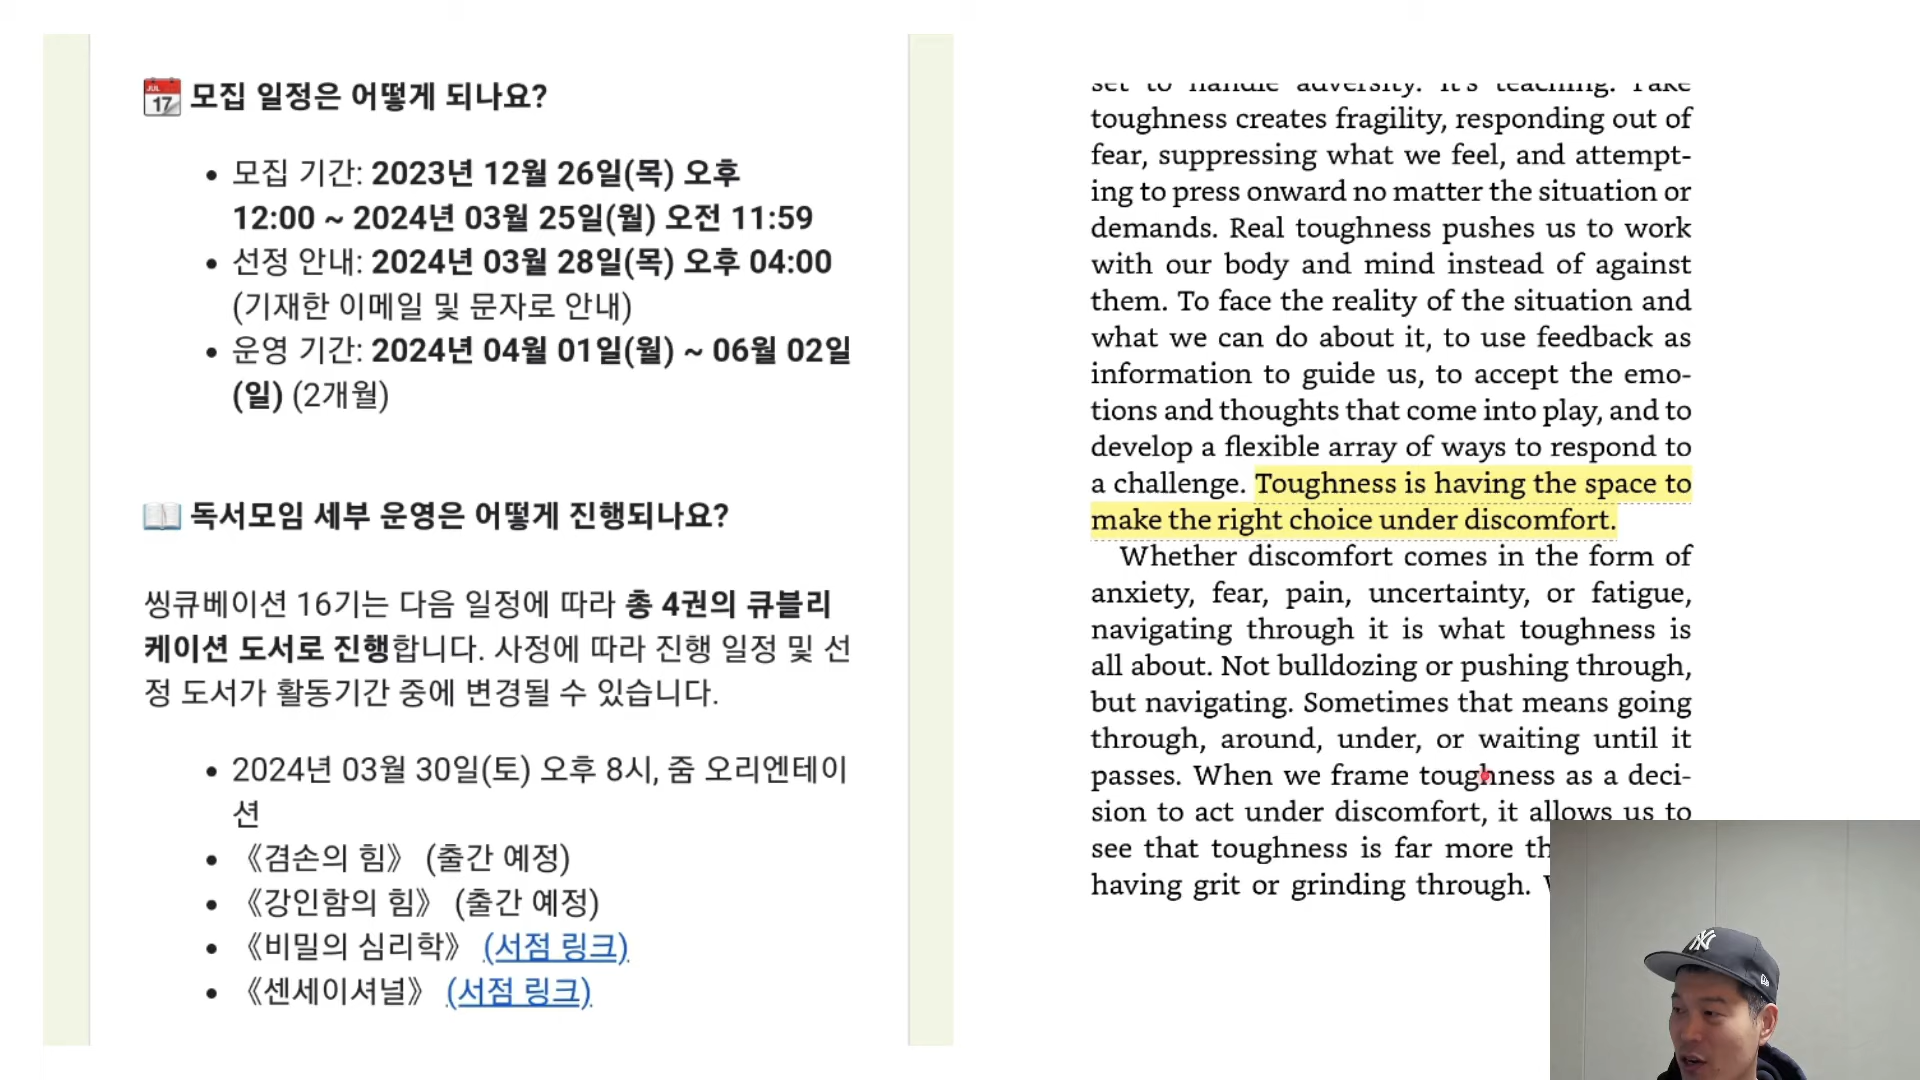 JUL
17
모집 일정은 어떻게 되나요?
• 모집 기간: 2023년 12월 26일(목) 오후
12:00 ~ 2024년 03월 25일(월) 오전 11:59
• 선정 안내: 2024년 03월 28일(목) 오후 04:00
(기재한 이메일 및 문자로 안내)
• 운영 기간: 2024년 04월 01일(월) ~ 06월 02일
(일) (2개월)
독서모임 세부 운영은 어떻게 진행되나요?
씽큐베이션 16기는 다음 일정에 따라 총 4권의 큐블리
케이션 도서로 진행합니다. 사정에 따라 진행 일정 및 선
정 도서가 활동기간 중에 변경될 수 있습니다.
• 2024년 03월 30일(토) 오후 8시, 줌 오리엔테이
션
• 《겸손의 힘》 (출간 예정)
• 《강인함의 힘》 (출간 예정)
• 《비밀의 심리학》 (서점 링크)
• 《센세이셔널》 (서점 링크)
set to handle adversity. It's teaching. Fake
toughness creates fragility, responding out of
fear, suppressing what we feel, and attempt-
ing to press onward no matter the situation or
demands. Real toughness pushes us to work
with our body and mind instead of against
them. To face the reality of the situation and
what we can do about it, to use feedback as
information to guide us, to accept the emo-
tions and thoughts that come into play, and to
develop a flexible array of ways to respond to
a challenge. Toughness is having the space to
make the right choice under discomfort.
Whether discomfort comes in the form of
anxiety, fear, pain, uncertainty, or fatigue,
navigating through it is what toughness is
all about. Not bulldozing or pushing through,
but navigating. Sometimes that means going
through, around, under, or waiting until it
passes. When we frame toughness as a deci-
sion to act under discomfort, it allows us to
see that toughness is far more
having grit or grinding through.
NY